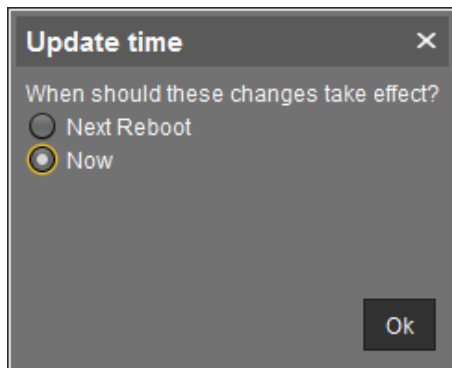 Update time
When should these changes take effect?
Next Reboot
Now
Ok